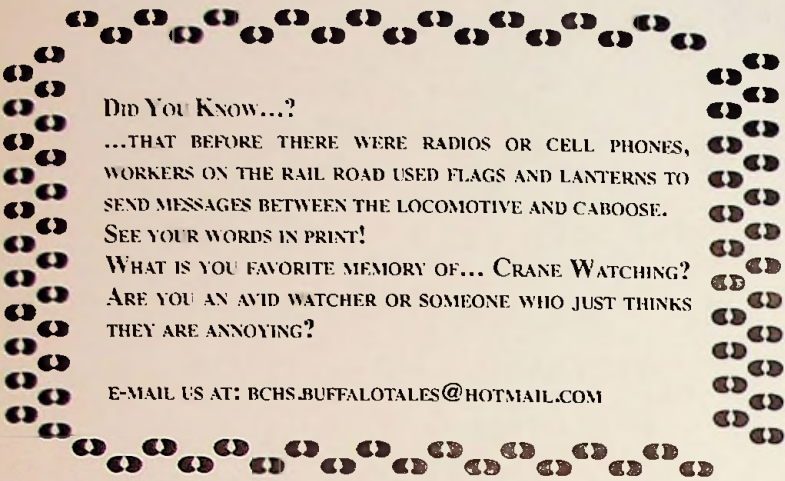 Did You Know...?
...that before there were radios or cell phones,
workers on the rail road used flags and lanterns to
send messages between the locomotive and caboose.
See your words in print!
What is you favorite memory of... Crane Watching?
Are you an avid watcher or someone who just thinks
they are annoying?
e-mail us at: bchs.buffalotales@hotmail.com